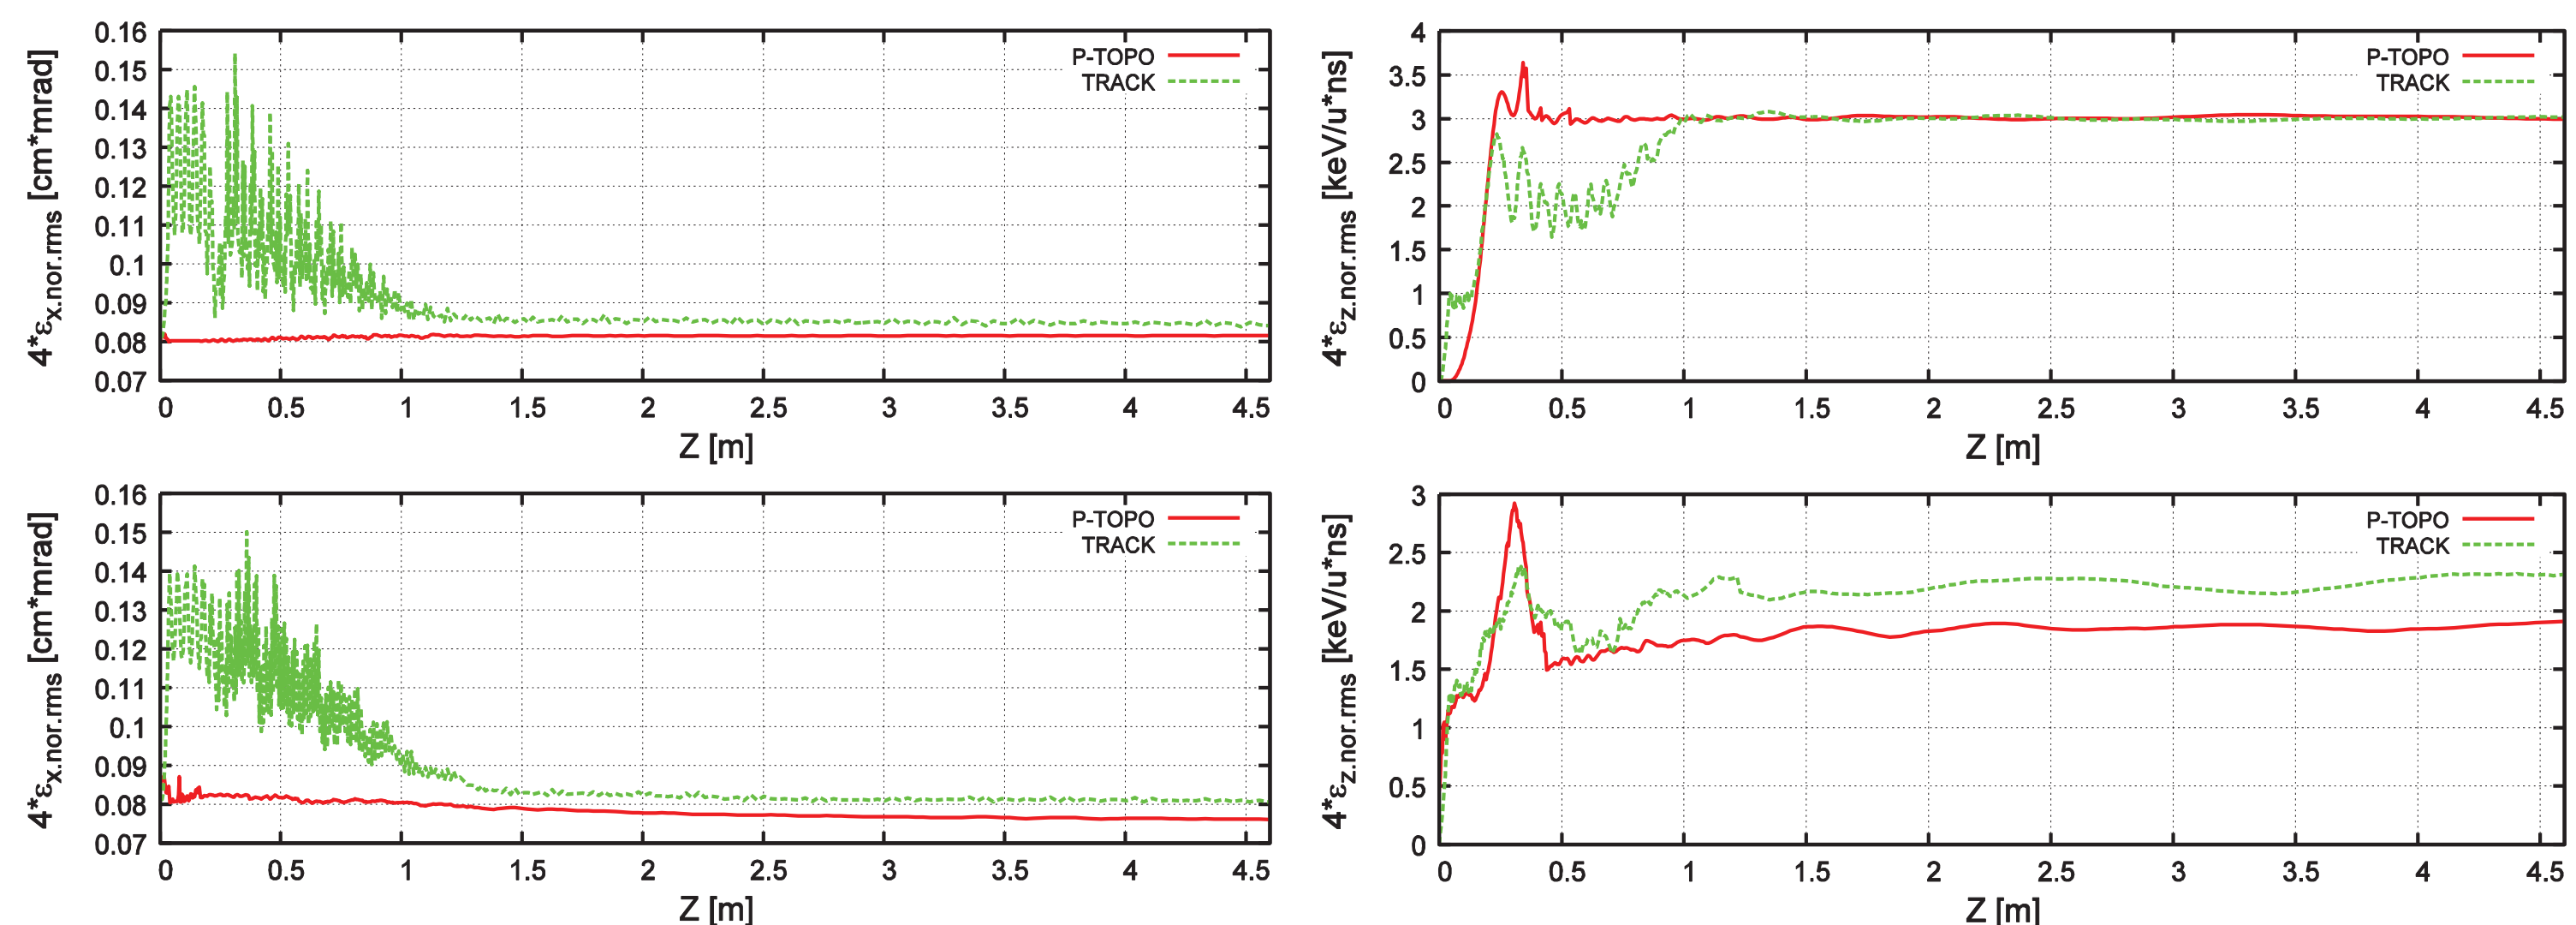 4*εx.nor.rms [cm*mrad]
0.16
0.15
0.14
0.13
0.12
0.11
0.1
0.09
0.08
0.07
P-TOPO
TRACK
0 0.5 1 1.5 2 2.5 3 3.5 4 4.5
Z [m]
4*εz.nor.rms [keV/u*ns]
4
3.5
3
2.5
2
1.5
1
0.5
0
P-TOPO
TRACK
0 0.5 1 1.5 2 2.5 3 3.5 4 4.5
Z [m]
4*εx.nor.rms [cm*mrad]
0.16
0.15
0.14
0.13
0.12
0.11
0.1
0.09
0.08
0.07
P-TOPO
TRACK
0 0.5 1 1.5 2 2.5 3 3.5 4 4.5
Z [m]
4*εz.nor.rms [keV/u*ns]
3
2.5
2
1.5
1
0.5
0
P-TOPO
TRACK
0 0.5 1 1.5 2 2.5 3 3.5 4 4.5
Z [m]